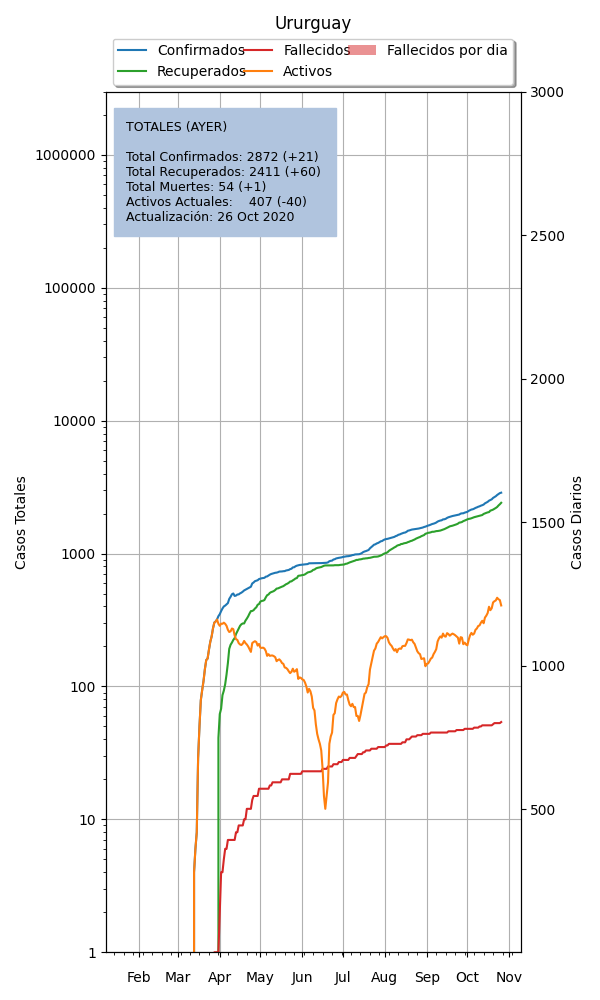 Ururguay
Confirmados
Recuperados
Fallecidos
Activos
Fallecidos por dia
TOTALES (AYER)
Total Confirmados: 2872 (+21)
Total Recuperados: 2411 (+60)
Total Muertes: 54 (+1)
Activos Actuales: 407 (-40)
Actualización: 26 Oct 2020
Casos Totales
1000000
100000
10000
1000
100
10
1
3000
2500
2000
1500
1000
500
Casos Diarios
Feb Mar Apr May Jun Jul Aug Sep Oct Nov